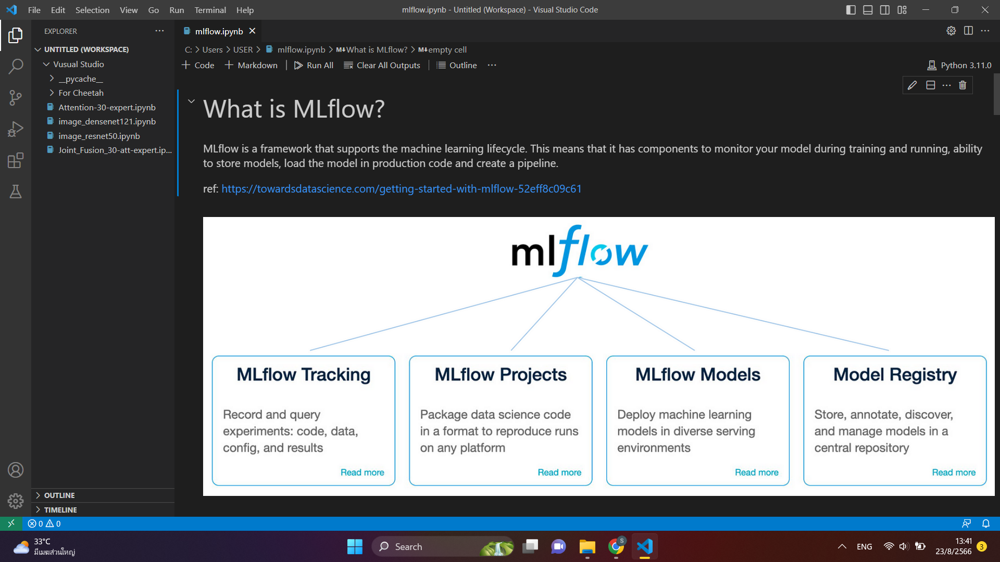 File Edit Selection View Go Run Terminal Help
mlflow.ipynb - Untitled (Workspace) - Visual Studio Code
EXPLORER
UNTITLED (WORKSPACE)
Vusual Studio
__pycache__
For Cheetah
Attention-30-expert.ipynb
image_densenet121.ipynb
image_resnet50.ipynb
Joint_Fusion_30-att-expert.ip...
OUTLINE
TIMELINE
mlflow.ipynb
C: > Users > USER > mlflow.ipynb > M↓What is MLflow? > M↓empty cell
+ Code + Markdown Run All Clear All Outputs Outline ...
Python 3.11.0
What is MLflow?
MLflow is a framework that supports the machine learning lifecycle. This means that it has components to monitor your model during training and running, ability
to store models, load the model in production code and create a pipeline.
ref: https://towardsdatascience.com/getting-started-with-mlflow-52eff8c09c61
mlflow
MLflow Tracking
Record and query
experiments: code, data,
config, and results
Read more
MLflow Projects
Package data science code
in a format to reproduce runs
on any platform
Read more
MLflow Models
Deploy machine learning
models in diverse serving
environments
Read more
Model Registry
Store, annotate, discover,
and manage models in a
central repository
Read more
0 0
33°C
มีเมฆส่วนใหญ่
Search
S
ENG
13:41
23/8/2566
3